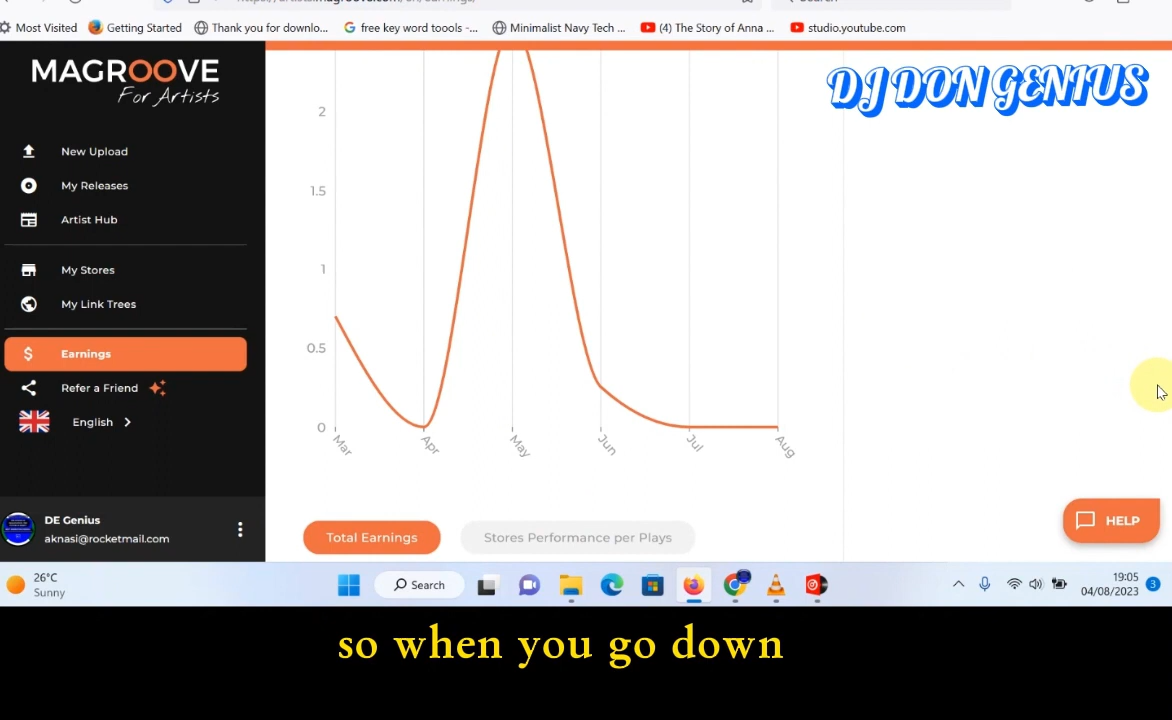 Most Visited
Getting Started
Thank you for downlo...
free key word toools -...
Minimalist Navy Tech ...
(4) The Story of Anna ...
studio.youtube.com
MAGROOVE
For Artists
DJ DON GENIUS
New Upload
My Releases
Artist Hub
My Stores
My Link Trees
Earnings
Refer a Friend
English
DE Genius
aknasi@rocketmail.com
2
1.5
1
0.5
0
Mar
Apr
May
Jun
Jul
Aug
Total Earnings
Stores Performance per Plays
HELP
26°C
Sunny
Search
19:05
04/08/2023
3
so when you go down